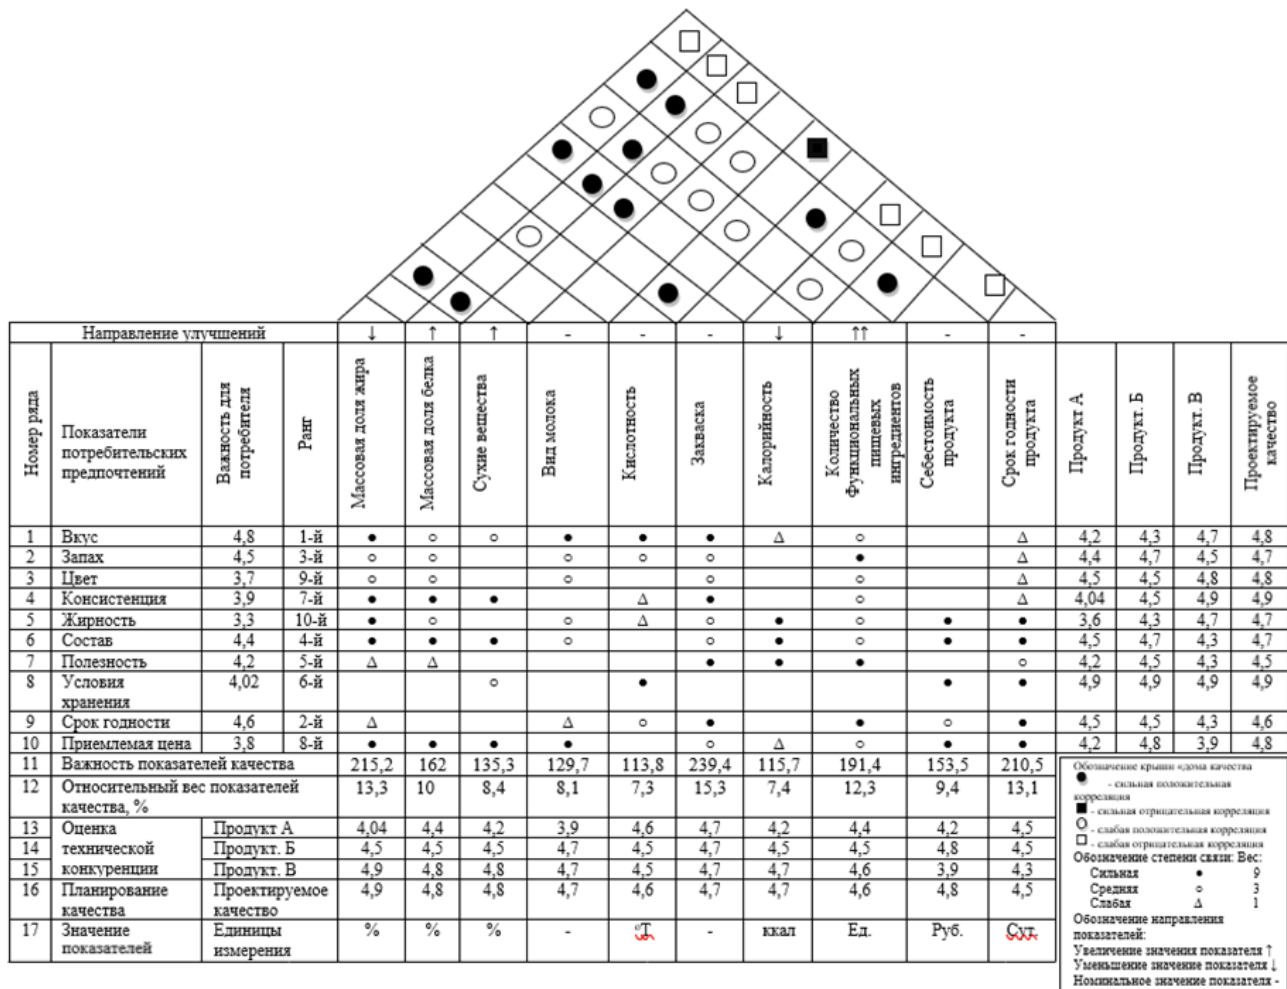 Направление улучшений ↓ ↑ ↑ - - - ↓ ↑↑ - -
Номер ряда
Показатели
потребительских
предпочтений
Важность для
потребителя
Ранг
Массовая доля жира
Массовая доля белка
Сухие вещества
Вид молока
Кислотность
Закваска
Калорийность
Количество
Функциональных
пищевых
ингредиентов
Себестоимость
продукта
Срок годности
продукта
Продукт А
Продукт. Б
Продукт. В
Проектируемое
качество
1 Вкус 4,8 1-й ● ○ ○ ● ● ● Δ ○ Δ 4,2 4,3 4,7 4,8
2 Запах 4,5 3-й ○ ○ ○ ○ ○ ● Δ 4,4 4,7 4,5 4,7
3 Цвет 3,7 9-й ○ ○ ○ ○ ○ Δ 4,5 4,5 4,8 4,8
4 Консистенция 3,9 7-й ● ● ● Δ ● ○ Δ 4,04 4,5 4,9 4,9
5 Жирность 3,3 10-й ● ○ ○ Δ ○ ● ○ ● ● 3,6 4,3 4,7 4,7
6 Состав 4,4 4-й ● ● ● ○ ○ ● ○ ● ● 4,5 4,7 4,3 4,7
7 Полезность 4,2 5-й Δ Δ ● ● ● ○ 4,2 4,5 4,3 4,5
8 Условия 4,02 6-й ○ ● ● ● 4,9 4,9 4,9 4,9
хранения
9 Срок годности 4,6 2-й Δ Δ ○ ● ● ○ ● 4,5 4,5 4,3 4,6
10 Приемлемая цена 3,8 8-й ● ● ● ● ○ Δ ○ ● ● 4,2 4,8 3,9 4,8
11 Важность показателей качества 215,2 162 135,3 129,7 113,8 239,4 115,7 191,4 153,5 210,5
12 Относительный вес показателей 13,3 10 8,4 8,1 7,3 15,3 7,4 12,3 9,4 13,1
качества, %
13 Оценка Продукт А 4,04 4,4 4,2 3,9 4,6 4,7 4,2 4,4 4,2 4,5
14 технической Продукт. Б 4,5 4,5 4,5 4,7 4,5 4,7 4,5 4,5 4,8 4,5
15 конкуренции Продукт. В 4,9 4,8 4,8 4,7 4,5 4,7 4,7 4,6 3,9 4,3
16 Планирование Проектируемое 4,9 4,8 4,8 4,7 4,6 4,7 4,7 4,6 4,8 4,5
качества качество
17 Значение Единицы % % % - °Т - ккал Ед. Руб. Сут.
показателей измерения
Обозначение крыши «дома качества
● - сильная положительная
корреляция
■ - сильная отрицательная корреляция
○ - слабая положительная корреляция
□ - слабая отрицательная корреляция
Обозначение степени связи: Вес:
Сильная ● 9
Средняя ○ 3
Слабая Δ 1
Обозначение направления
показателей:
Увеличение значения показателя ↑
Уменьшение значение показателя ↓
Номинальное значение показателя -